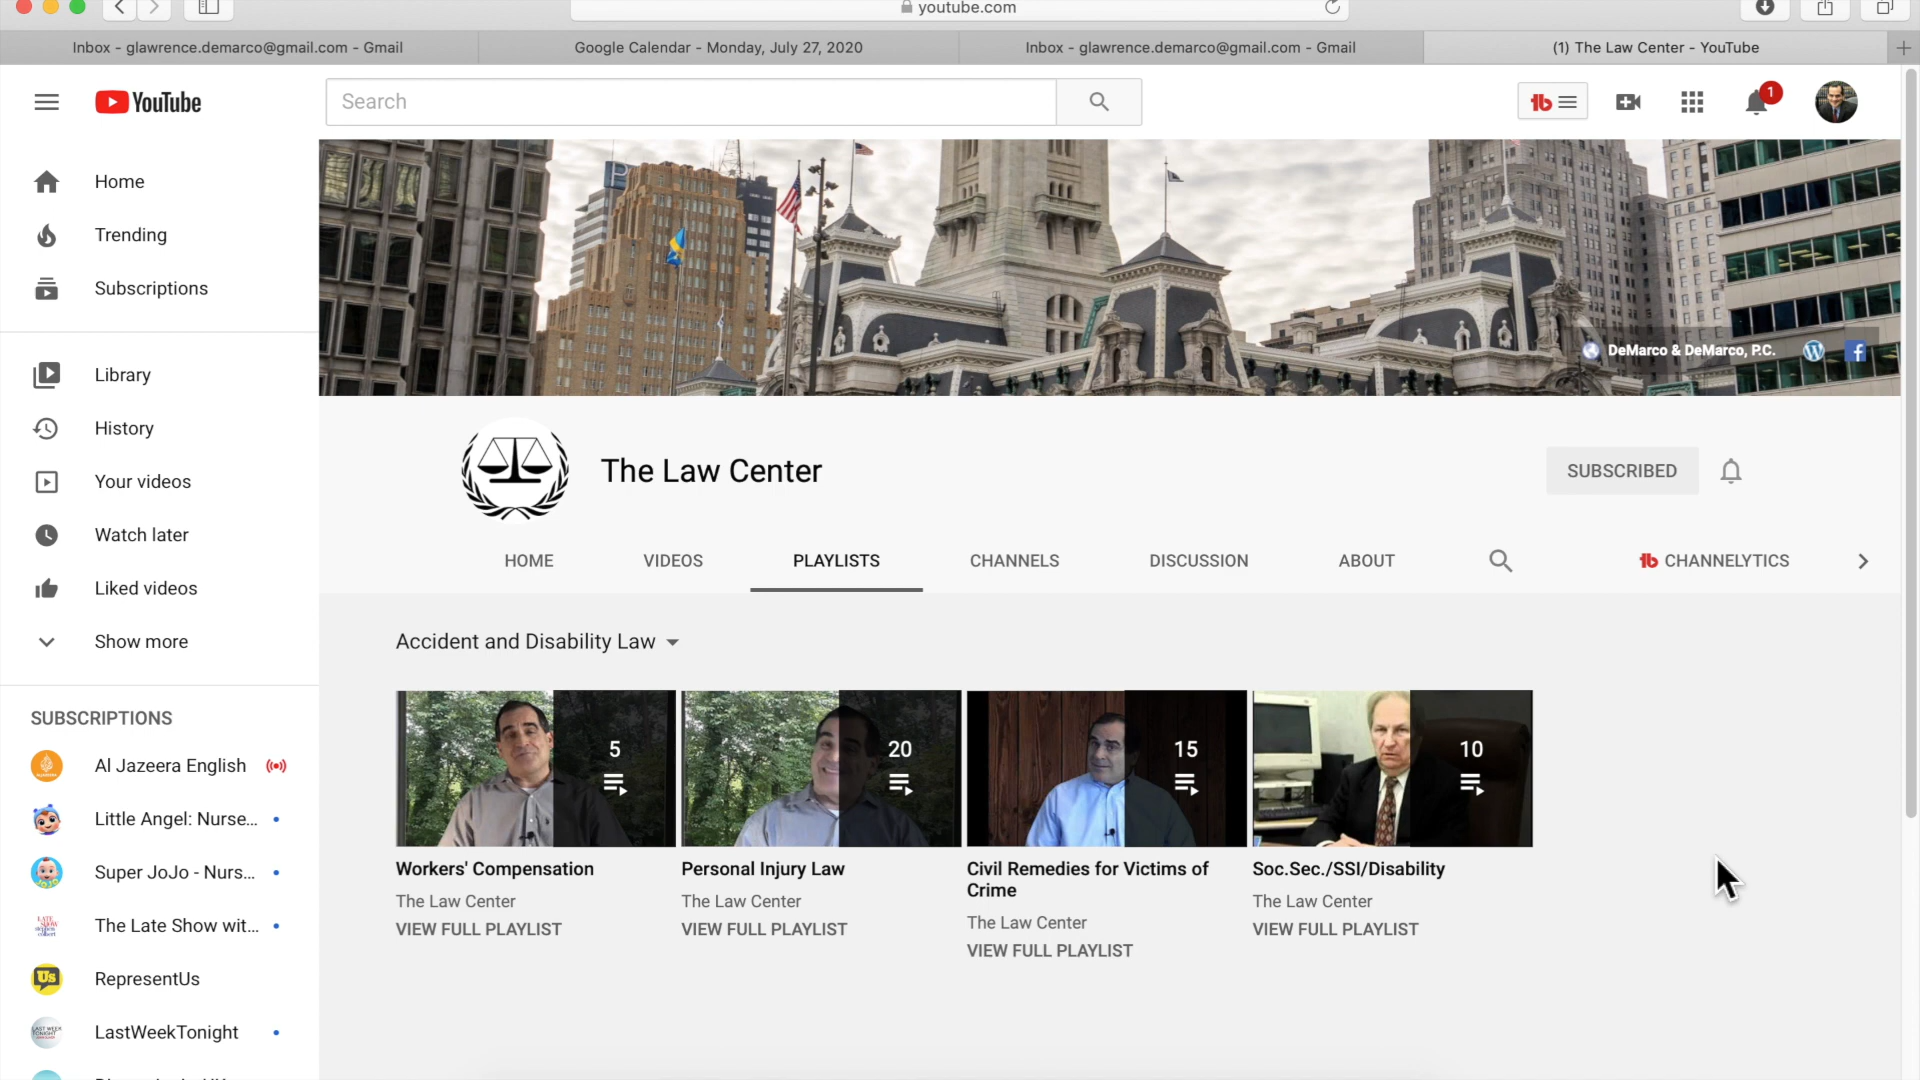 youtube.com
Inbox - glawrence.demarco@gmail.com - Gmail
Google Calendar - Monday, July 27, 2020
Inbox - glawrence.demarco@gmail.com - Gmail
(1) The Law Center - YouTube
YouTube
Search
1
Home
Trending
Subscriptions
Library
History
Your videos
Watch later
Liked videos
Show more
SUBSCRIPTIONS
Al Jazeera English
Little Angel: Nurse...
Super JoJo - Nurs...
The Late Show wit...
RepresentUs
LastWeekTonight
DeMarco & DeMarco, P.C.
The Law Center
SUBSCRIBED
HOME
VIDEOS
PLAYLISTS
CHANNELS
DISCUSSION
ABOUT
CHANNELYTICS
Accident and Disability Law
5
20
15
10
Workers' Compensation
The Law Center
VIEW FULL PLAYLIST
Personal Injury Law
The Law Center
VIEW FULL PLAYLIST
Civil Remedies for Victims of
Crime
The Law Center
VIEW FULL PLAYLIST
Soc.Sec./SSI/Disability
The Law Center
VIEW FULL PLAYLIST